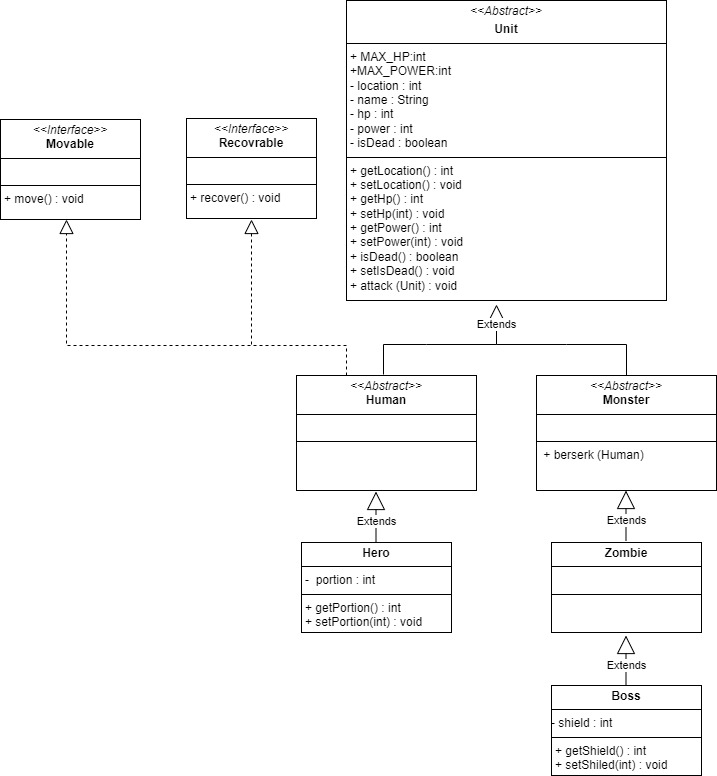 <<Abstract>>
Unit
+ MAX_HP:int
+MAX_POWER:int
- location : int
- name : String
- hp : int
- power : int
- isDead : boolean
+ getLocation() : int
+ setLocation() : void
+ getHp() : int
+ setHp(int) : void
+ getPower() : int
+ setPower(int) : void
+ isDead() : boolean
+ setIsDead() : void
+ attack (Unit) : void
<<Interface>>
Movable
+ move() : void
<<Interface>>
Recovrable
+ recover() : void
Extends
<<Abstract>>
Human
<<Abstract>>
Monster
+ berserk (Human)
Extends
Extends
Hero
- portion : int
+ getPortion() : int
+ setPortion(int) : void
Zombie
Extends
Boss
- shield : int
+ getShield() : int
+ setShiled(int) : void